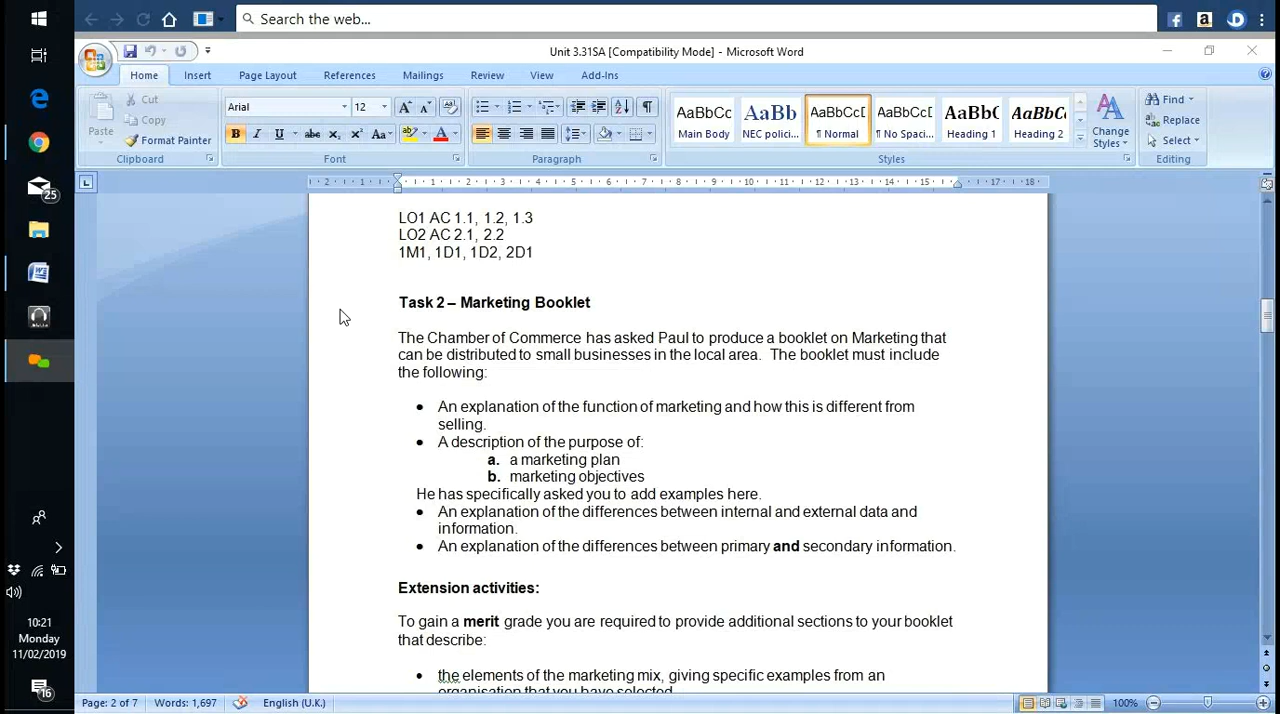 Search the web...
Unit 3.31SA [Compatibility Mode] - Microsoft Word
Home Insert Page Layout References Mailings Review View Add-Ins
Cut
Copy
Paste
Format Painter
Clipboard
Arial 12
Font
Paragraph
AaBbCc AaBb AaBbCcD AaBbCcD AaBbC AaBbCc
Main Body NEC polici... ¶ Normal ¶ No Spaci... Heading 1 Heading 2
Change Styles
Styles
Find
Replace
Select
Editing
LO1 AC 1.1, 1.2, 1.3
LO2 AC 2.1, 2.2
1M1, 1D1, 1D2, 2D1
Task 2 – Marketing Booklet
The Chamber of Commerce has asked Paul to produce a booklet on Marketing that
can be distributed to small businesses in the local area. The booklet must include
the following:
• An explanation of the function of marketing and how this is different from
selling.
• A description of the purpose of:
a. a marketing plan
b. marketing objectives
He has specifically asked you to add examples here.
• An explanation of the differences between internal and external data and
information.
• An explanation of the differences between primary and secondary information.
Extension activities:
To gain a merit grade you are required to provide additional sections to your booklet
that describe:
• the elements of the marketing mix, giving specific examples from an
organisation that you have selected
25
10:21
Monday
11/02/2019
16
Page: 2 of 7 Words: 1,697 English (U.K.) 100%